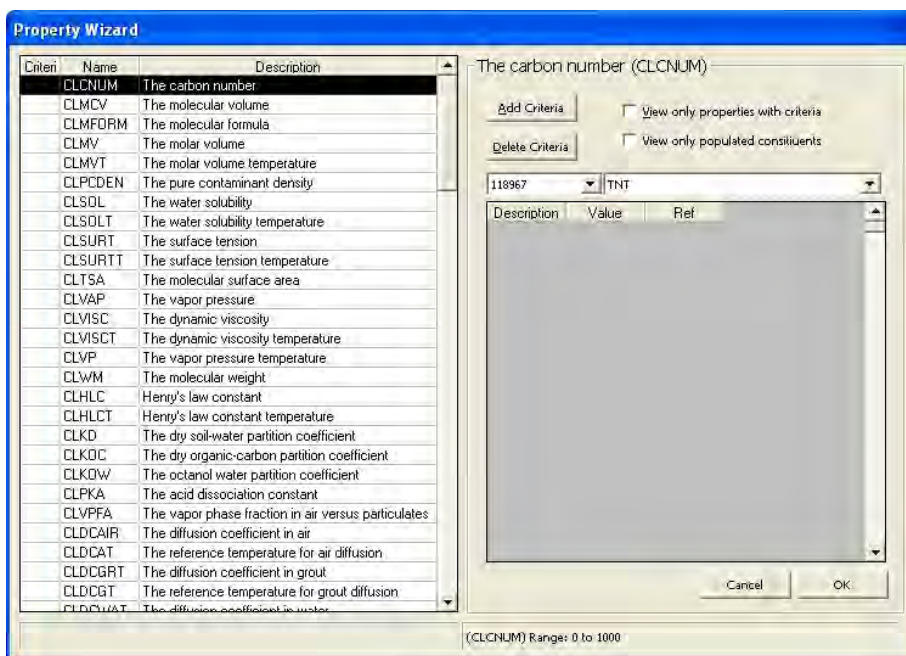 Property Wizard
Criteri Name Description
CLCNUM The carbon number
CLMCV The molecular volume
CLMFORM The molecular formula
CLMV The molar volume
CLMVT The molar volume temperature
CLPCDEN The pure contaminant density
CLSOL The water solubility
CLSOLT The water solubility temperature
CLSURT The surface tension
CLSURTT The surface tension temperature
CLTSA The molecular surface area
CLVAP The vapor pressure
CLVISC The dynamic viscosity
CLVISCT The dynamic viscosity temperature
CLVP The vapor pressure temperature
CLWM The molecular weight
CLHLC Henry's law constant
CLHLCT Henry's law constant temperature
CLKD The dry soil-water partition coefficient
CLKOC The dry organic-carbon partition coefficient
CLKOW The octanol water partition coefficient
CLPKA The acid dissociation constant
CLVPFA The vapor phase fraction in air versus particulates
CLDCAIR The diffusion coefficient in air
CLDCAT The reference temperature for air diffusion
CLDCGRT The diffusion coefficient in grout
CLDCGT The reference temperature for grout diffusion
CLDCWAT The diffusion coefficient in water
The carbon number (CLCNUM)
Add Criteria
View only properties with criteria
Delete Criteria
View only populated constiuents
118967 TNT
Description Value Ref
Cancel OK
(CLCNUM) Range: 0 to 1000